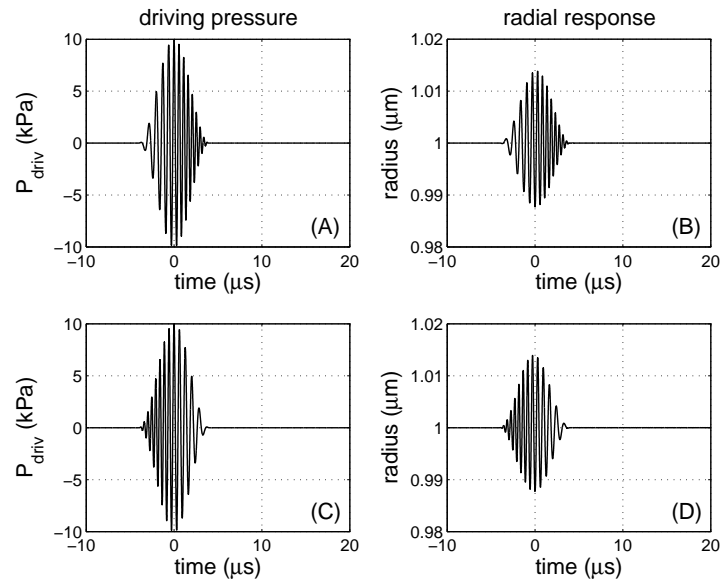 driving pressure
radial response
10
5
0
−5
−10
P_driv (kPa)
−10 0 10 20
time (μs)
(A)
1.02
1.01
1
0.99
0.98
radius (μm)
−10 0 10 20
time (μs)
(B)
10
5
0
−5
−10
P_driv (kPa)
−10 0 10 20
time (μs)
(C)
1.02
1.01
1
0.99
0.98
radius (μm)
−10 0 10 20
time (μs)
(D)